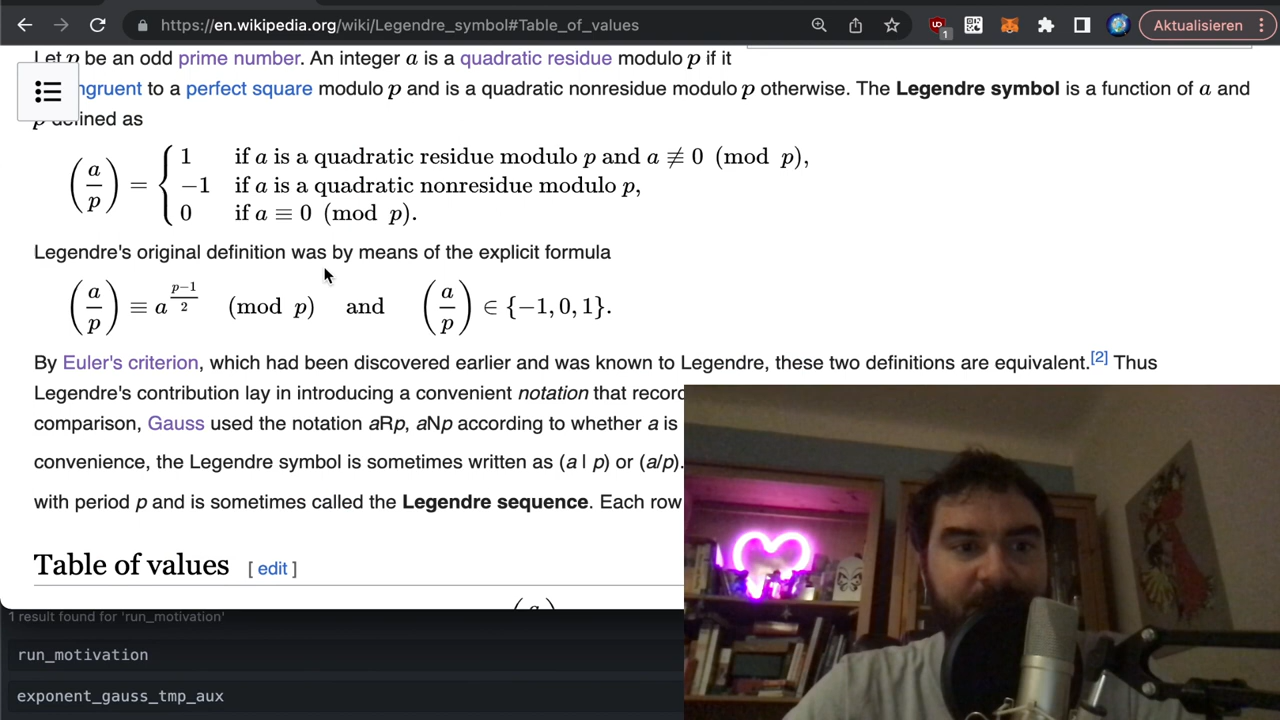 https://en.wikipedia.org/wiki/Legendre_symbol#Table_of_values
1
Aktualisieren
Let p be an odd prime number. An integer a is a quadratic residue modulo p if it
ngruent to a perfect square modulo p and is a quadratic nonresidue modulo p otherwise. The Legendre symbol is a function of a and
p defined as
(a/p) = { 1 if a is a quadratic residue modulo p and a ≢ 0 (mod p),
−1 if a is a quadratic nonresidue modulo p,
0 if a ≡ 0 (mod p).
Legendre's original definition was by means of the explicit formula
(a/p) ≡ a^((p−1)/2) (mod p) and (a/p) ∈ {−1, 0, 1}.
By Euler's criterion, which had been discovered earlier and was known to Legendre, these two definitions are equivalent.[2] Thus
Legendre's contribution lay in introducing a convenient notation that record
comparison, Gauss used the notation aRp, aNp according to whether a is
convenience, the Legendre symbol is sometimes written as (a | p) or (a/p).
with period p and is sometimes called the Legendre sequence. Each row
Table of values [ edit ]
(a
1 result found for 'run_motivation'
run_motivation
exponent_gauss_tmp_aux